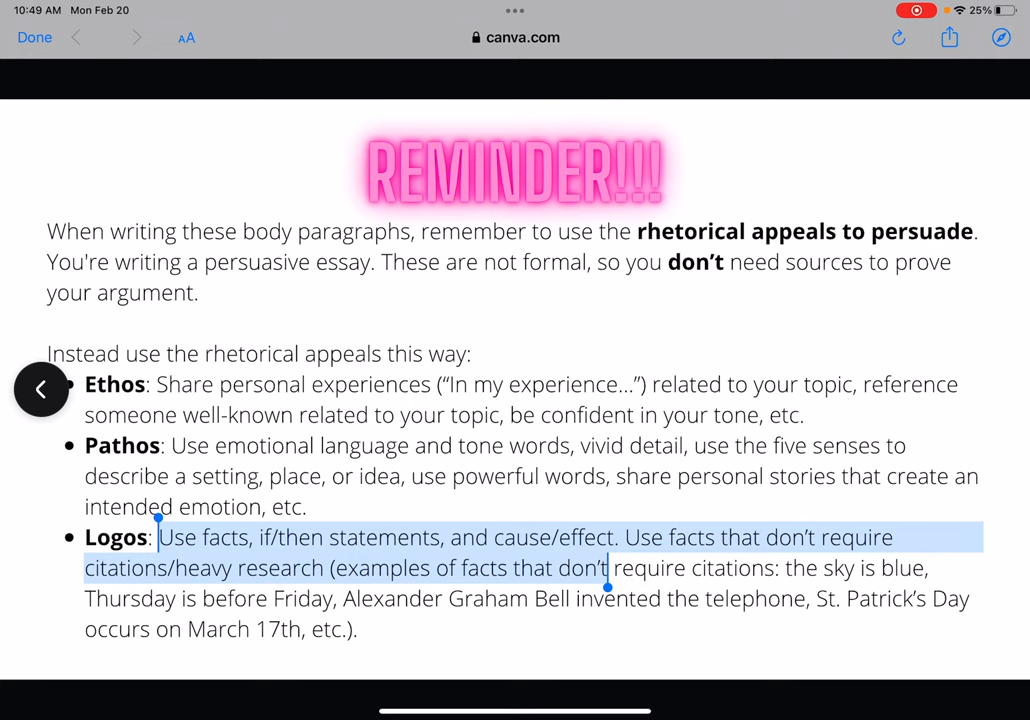 10:49 AM Mon Feb 20
25%
Done
AA
canva.com
REMINDER!!!
When writing these body paragraphs, remember to use the rhetorical appeals to persuade.
You're writing a persuasive essay. These are not formal, so you don't need sources to prove
your argument.
Instead use the rhetorical appeals this way:
Ethos: Share personal experiences (“In my experience...”) related to your topic, reference
someone well-known related to your topic, be confident in your tone, etc.
• Pathos: Use emotional language and tone words, vivid detail, use the five senses to
describe a setting, place, or idea, use powerful words, share personal stories that create an
intended emotion, etc.
• Logos: Use facts, if/then statements, and cause/effect. Use facts that don’t require
citations/heavy research (examples of facts that don’t require citations: the sky is blue,
Thursday is before Friday, Alexander Graham Bell invented the telephone, St. Patrick’s Day
occurs on March 17th, etc.).